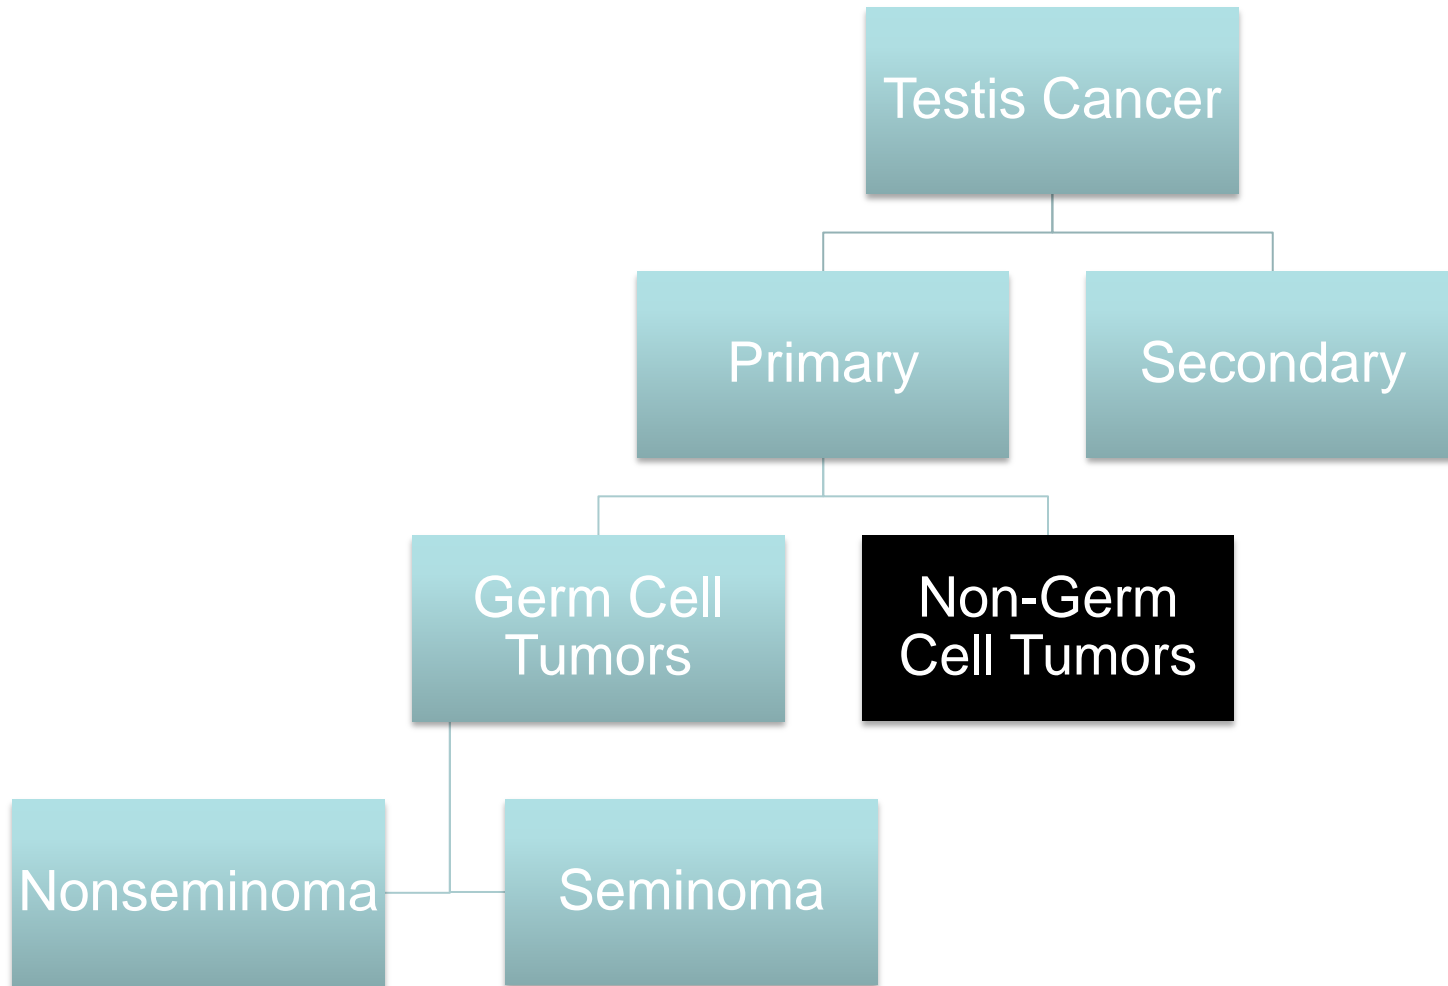 Testis Cancer
Primary
Secondary
Germ Cell
Tumors
Non-Germ
Cell Tumors
Nonseminoma
Seminoma